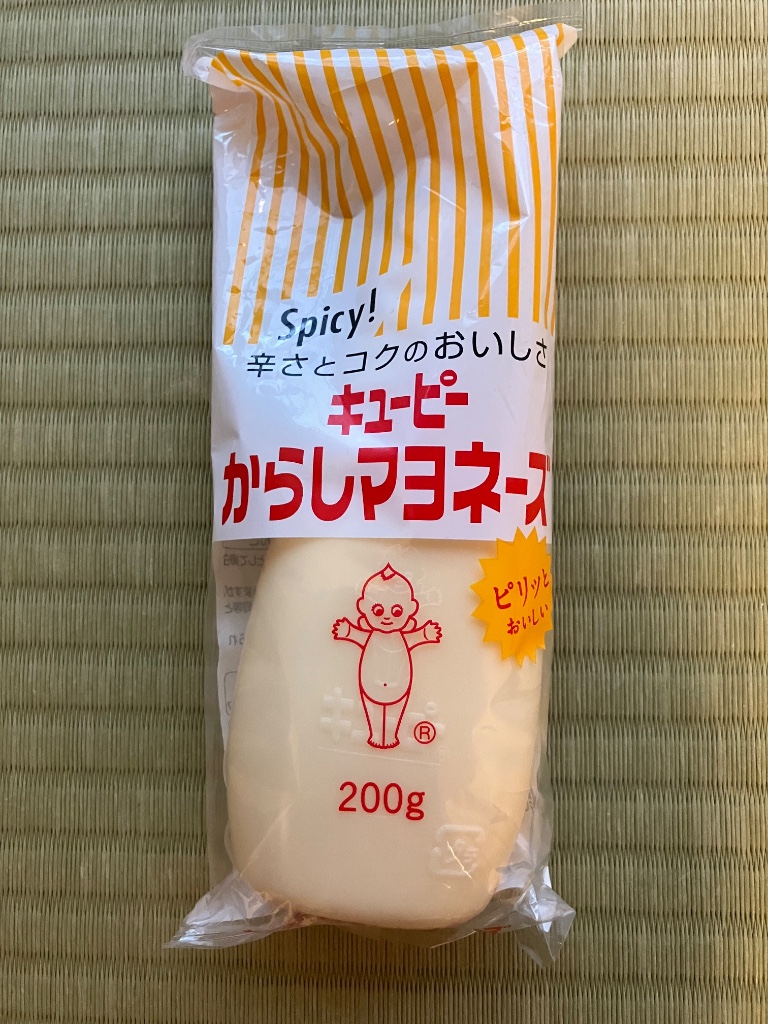 Spicy!
辛さとコクのおいしさ
キューピー
からしマヨネーズ
ピリッと
おいしい
®
200g